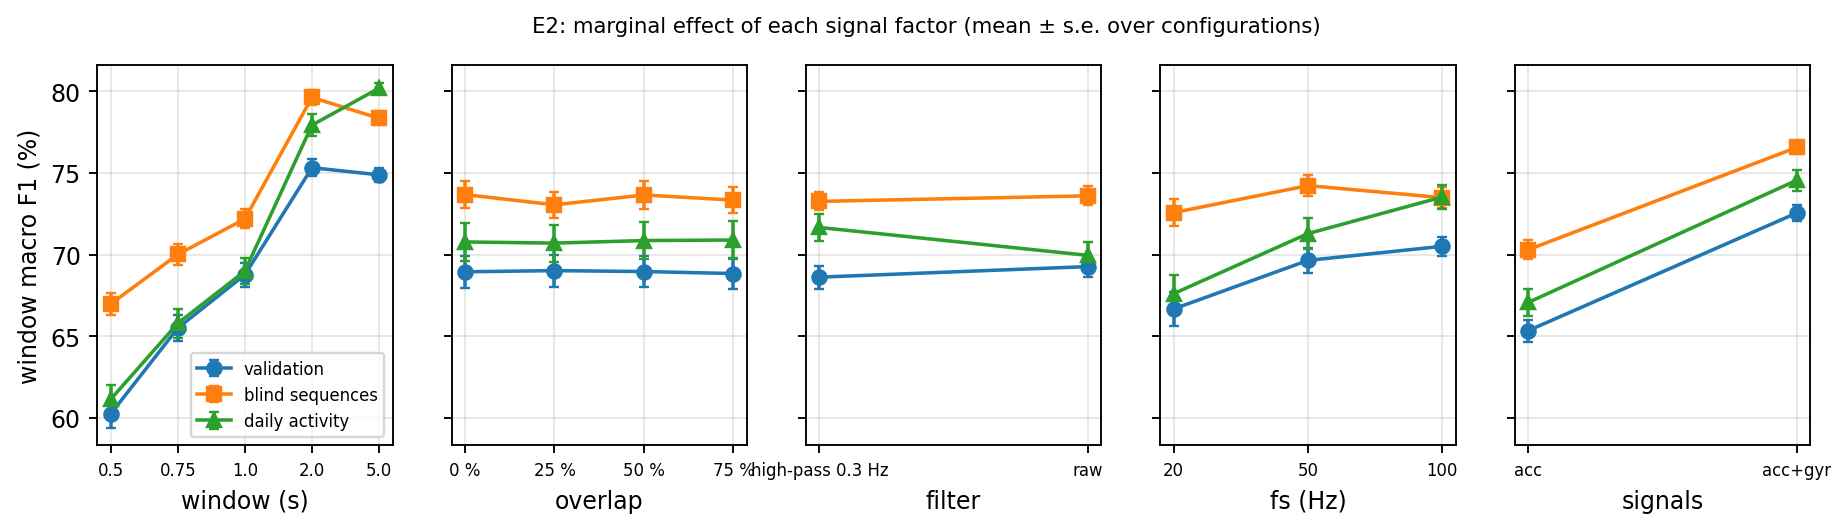 E2: marginal effect of each signal factor (mean ± s.e. over configurations)
window macro F1 (%)
80
75
70
65
60
validation
blind sequences
daily activity
0.5 0.75 1.0 2.0 5.0
window (s)
0 % 25 % 50 % 75 %
overlap
high-pass 0.3 Hz raw
filter
20 50 100
fs (Hz)
acc acc+gyr
signals